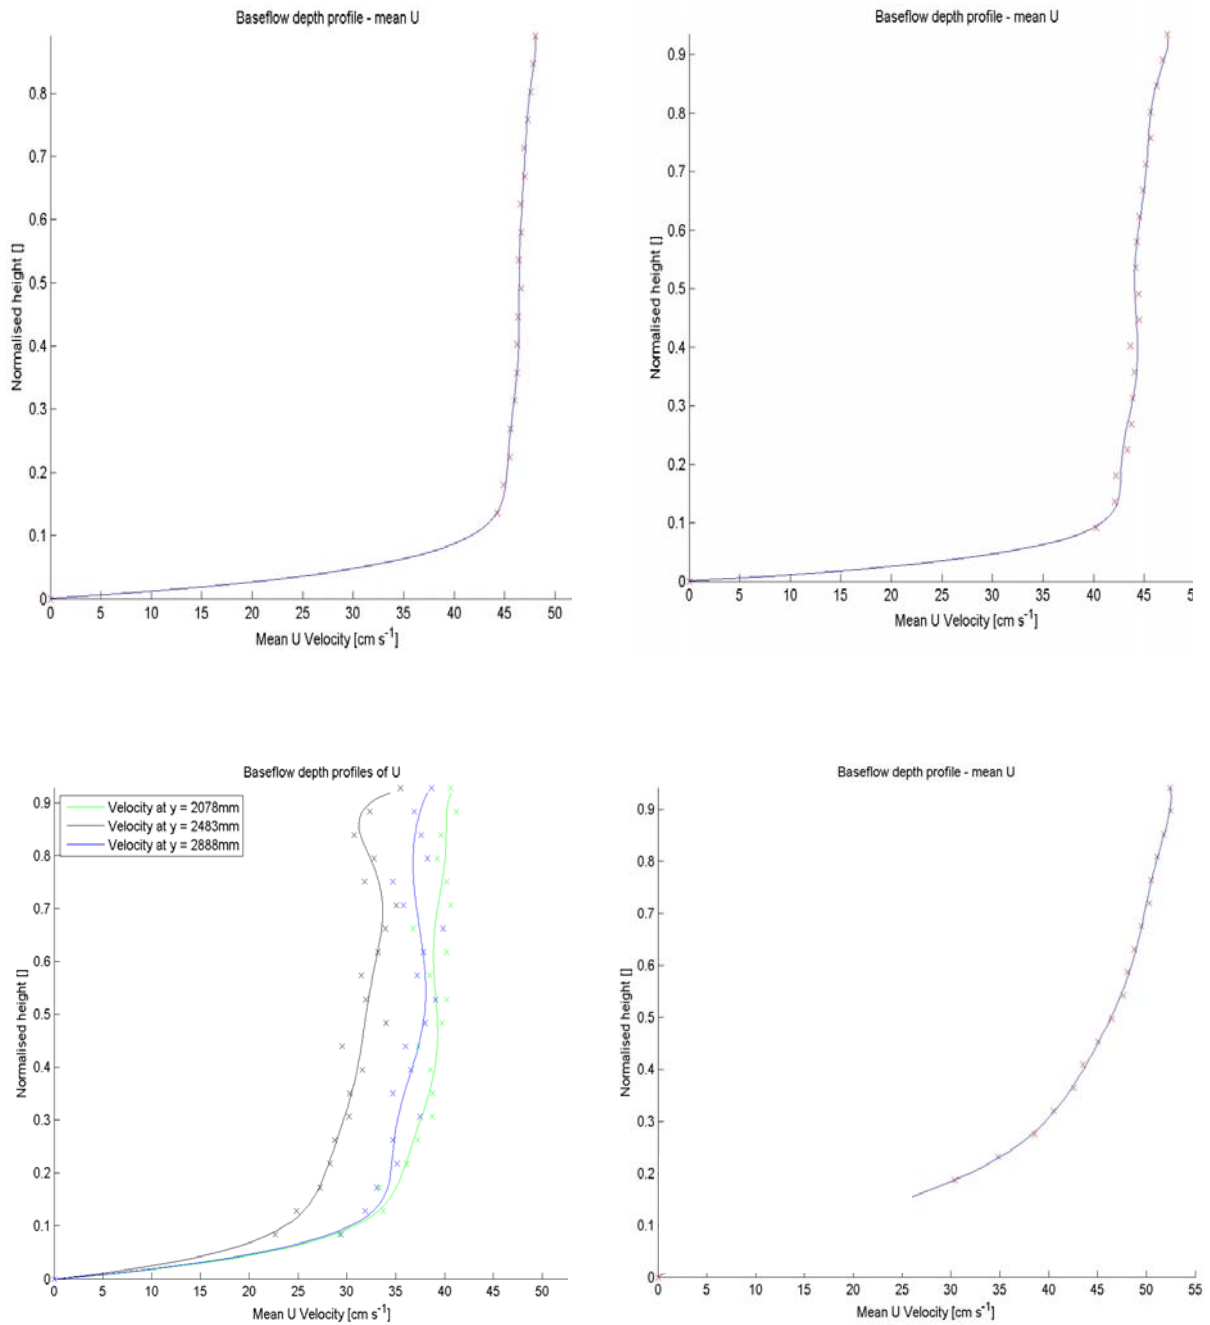 Baseflow depth profile - mean U
Normalised height []
0.8
0.7
0.6
0.5
0.4
0.3
0.2
0.1
0
0 5 10 15 20 25 30 35 40 45 50
Mean U Velocity [cm s⁻¹]
Baseflow depth profile - mean U
Normalised height []
0.9
0.8
0.7
0.6
0.5
0.4
0.3
0.2
0.1
0
0 5 10 15 20 25 30 35 40 45 5
Mean U Velocity [cm s⁻¹]
Baseflow depth profiles of U
Velocity at y = 2078mm
Velocity at y = 2483mm
Velocity at y = 2888mm
Normalised height []
0.9
0.8
0.7
0.6
0.5
0.4
0.3
0.2
0.1
0
0 5 10 15 20 25 30 35 40 45 50
Mean U Velocity [cm s⁻¹]
Baseflow depth profile - mean U
Normalised height []
0.9
0.8
0.7
0.6
0.5
0.4
0.3
0.2
0.1
0
0 5 10 15 20 25 30 35 40 45 50 55
Mean U Velocity [cm s⁻¹]